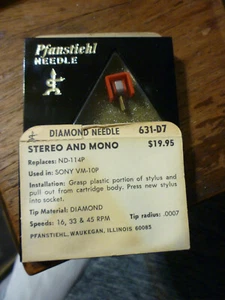 Pfanstiehl
NEEDLE
DIAMOND NEEDLE 631-D7
STEREO AND MONO $19.95
Replaces: ND-114P
Used in: SONY VM-10P
Installation: Grasp plastic portion of stylus and
pull out from cartridge body. Press new stylus
into socket.
Tip Material: DIAMOND Tip radius: .0007
Speeds: 16, 33 & 45 RPM
PFANSTIEHL, WAUKEGAN, ILLINOIS 60085